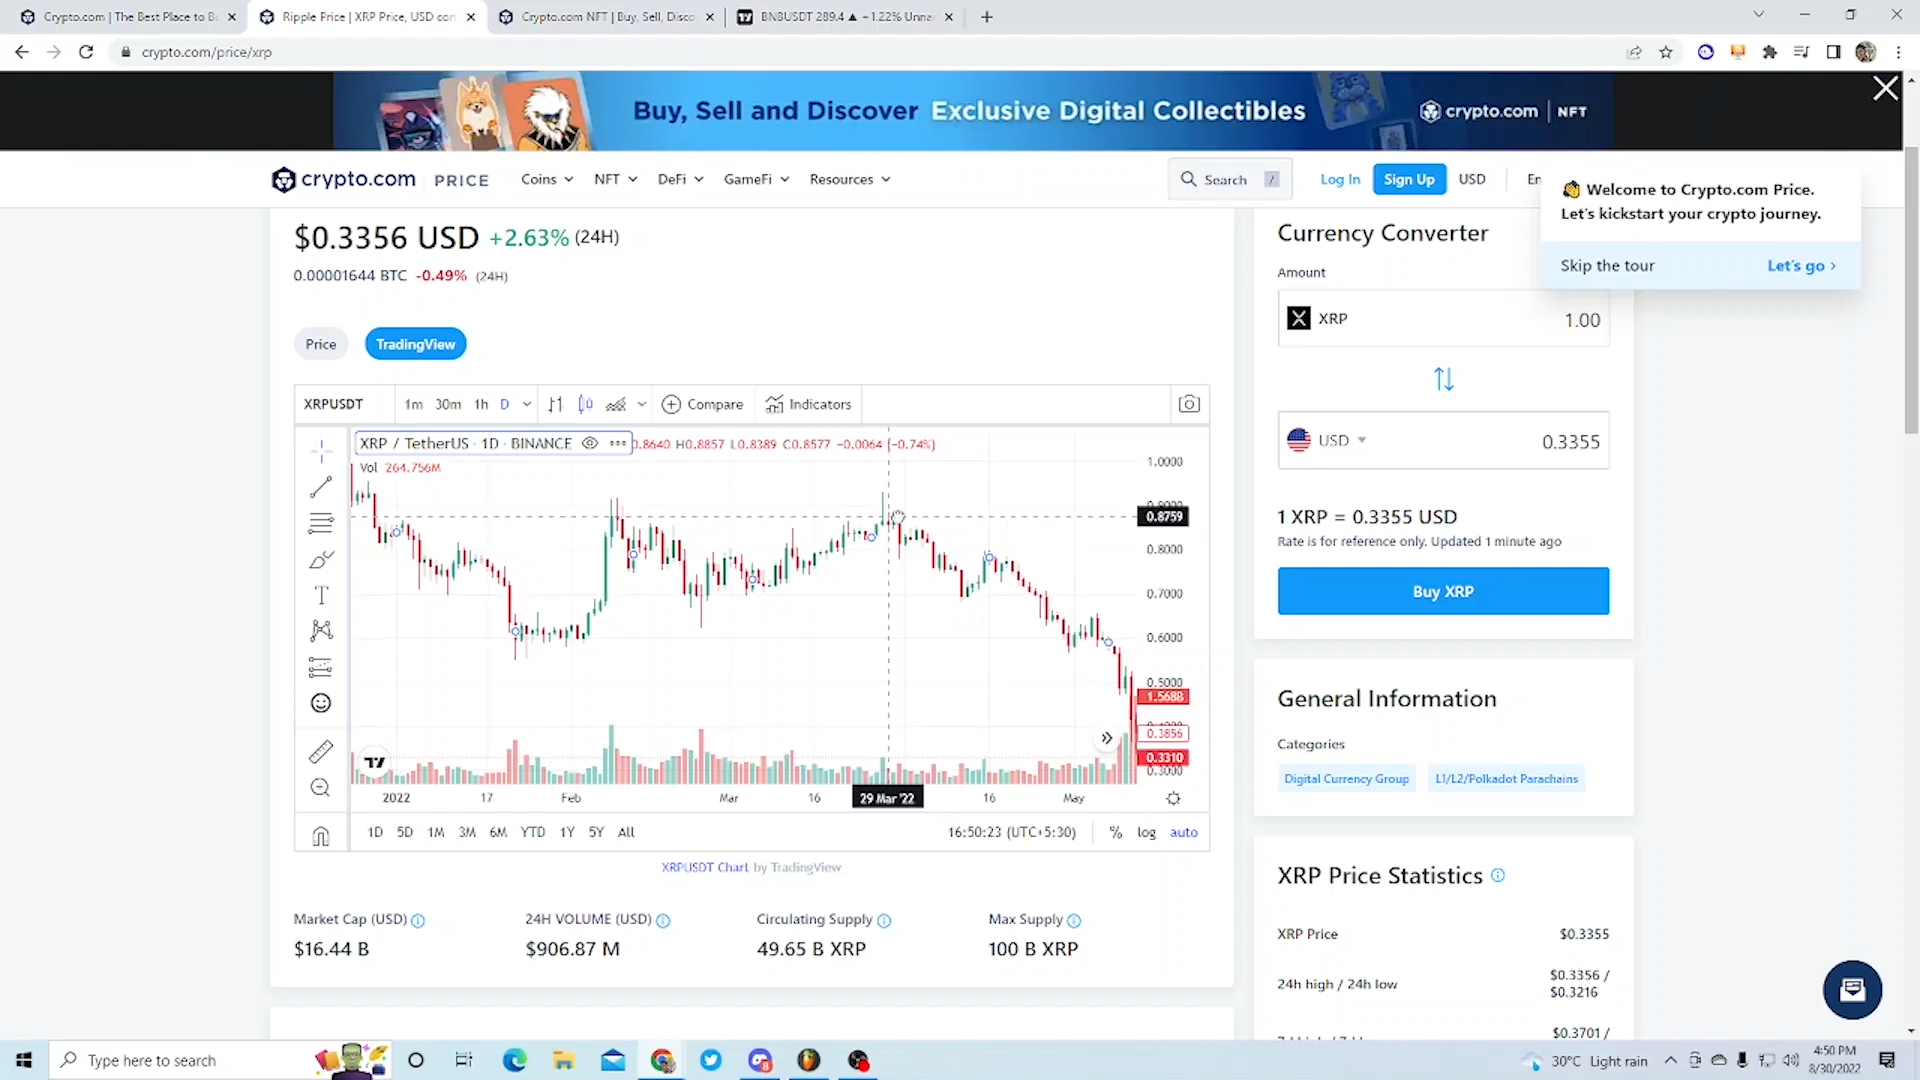 Crypto.com | The Best Place to Bu
Ripple Price | XRP Price, USD con
Crypto.com NFT | Buy, Sell, Disco
BNBUSDT 289.4 ▲ −1.22% Unna
crypto.com/price/xrp
Buy, Sell and Discover Exclusive Digital Collectibles
crypto.com | NFT
crypto.com PRICE
Coins
NFT
DeFi
GameFi
Resources
Search /
Log In
Sign Up
USD
En
Welcome to Crypto.com Price.
Let's kickstart your crypto journey.
Skip the tour
Let's go ›
$0.3356 USD +2.63% (24H)
0.00001644 BTC -0.49% (24H)
Price
TradingView
XRPUSDT
1m 30m 1h D
Compare
Indicators
XRP / TetherUS · 1D · BINANCE
0.8640 H0.8857 L0.8389 C0.8577 −0.0064 (−0.74%)
Vol 264.756M
1.0000
0.8759
0.8000
0.7000
0.6000
0.5000
1.568B
0.3856
0.3310
0.3000
2022 17 Feb Mar 16 29 Mar '22 16 May
1D 5D 1M 3M 6M YTD 1Y 5Y All
16:50:23 (UTC+5:30)
% log auto
XRPUSDT Chart by TradingView
Market Cap (USD)
$16.44 B
24H VOLUME (USD)
$906.87 M
Circulating Supply
49.65 B XRP
Max Supply
100 B XRP
Currency Converter
Amount
XRP
1.00
USD
0.3355
1 XRP = 0.3355 USD
Rate is for reference only. Updated 1 minute ago
Buy XRP
General Information
Categories
Digital Currency Group
L1/L2/Polkadot Parachains
XRP Price Statistics
XRP Price
$0.3355
24h high / 24h low
$0.3356 /
$0.3216
$0.3701 /
Type here to search
8
30°C Light rain
4:50 PM
8/30/2022